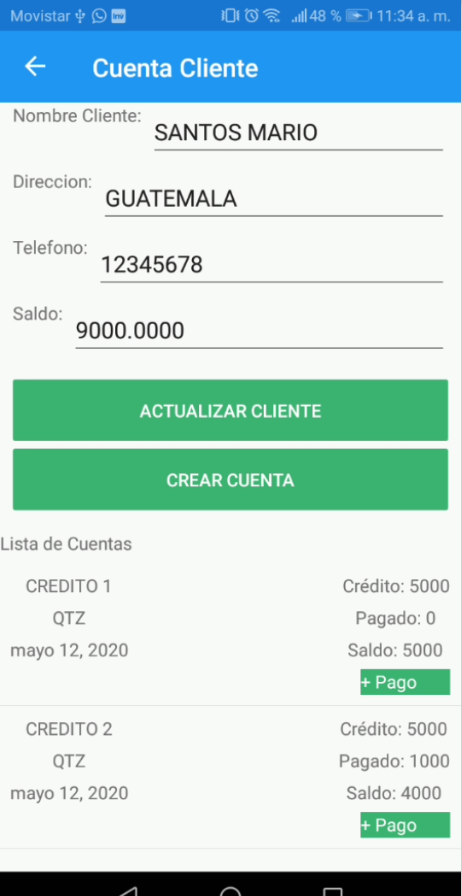 Movistar 48 % 11:34 a. m.
Cuenta Cliente
Nombre Cliente: SANTOS MARIO
Direccion: GUATEMALA
Telefono: 12345678
Saldo: 9000.0000
ACTUALIZAR CLIENTE
CREAR CUENTA
Lista de Cuentas
CREDITO 1 Crédito: 5000
QTZ Pagado: 0
mayo 12, 2020 Saldo: 5000
+ Pago
CREDITO 2 Crédito: 5000
QTZ Pagado: 1000
mayo 12, 2020 Saldo: 4000
+ Pago